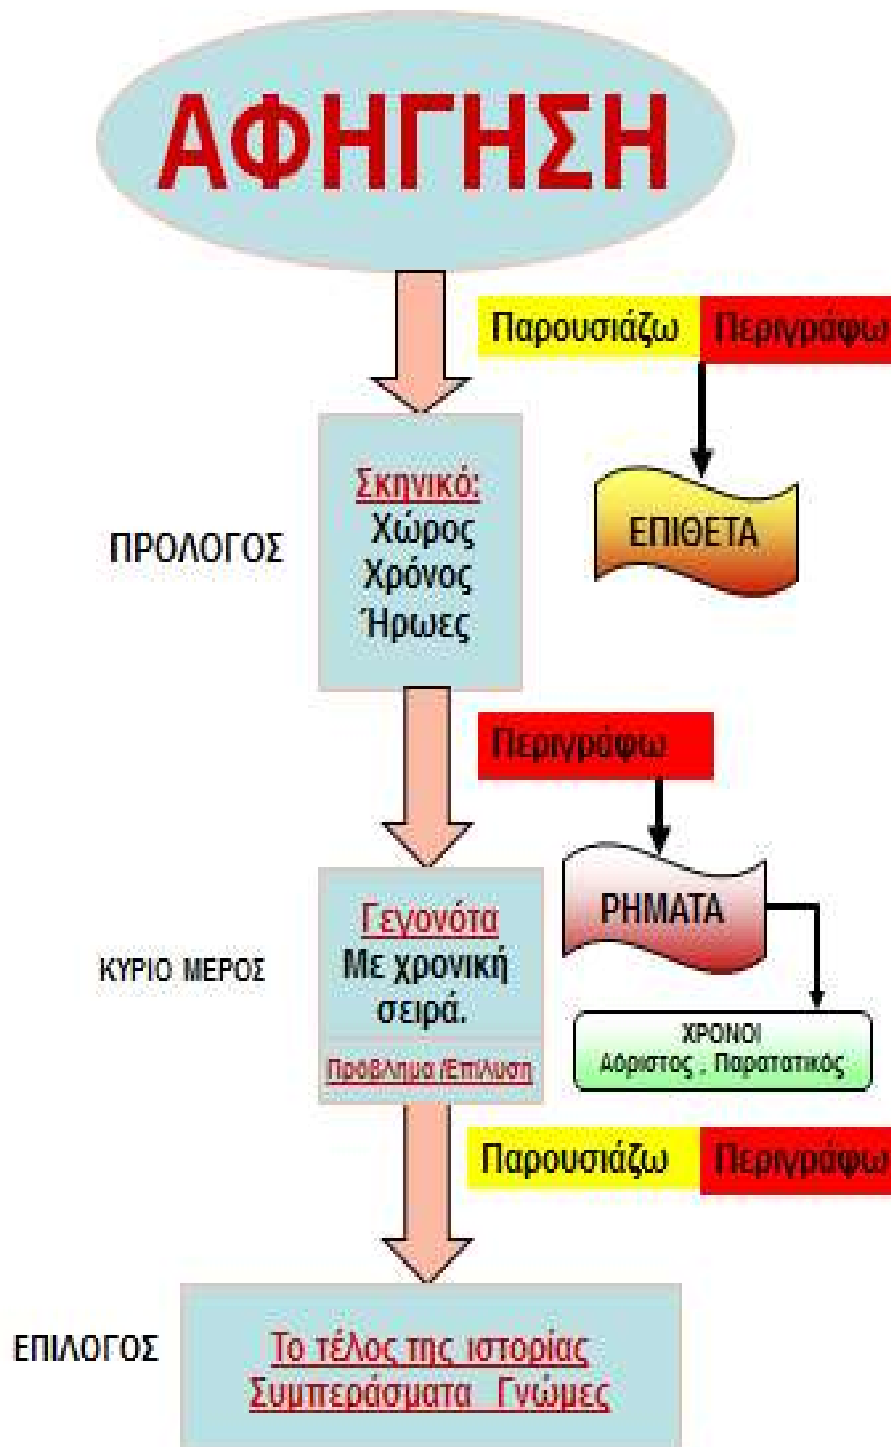 ΑΦΗΓΗΣΗ
Παρουσιάζω Περιγράφω
ΕΠΙΘΕΤΑ
ΠΡΟΛΟΓΟΣ
Σκηνικό:
Χώρος
Χρόνος
Ήρωες
Περιγράφω
ΡΗΜΑΤΑ
ΧΡΟΝΟΙ
Αόριστος , Παρατατικός
ΚΥΡΙΟ ΜΕΡΟΣ
Γεγονότα
Με χρονική
σειρά.
Πρόβλημα /Επίλυση
Παρουσιάζω Περιγράφω
ΕΠΙΛΟΓΟΣ
Το τέλος της ιστορίας
Συμπεράσματα Γνώμες